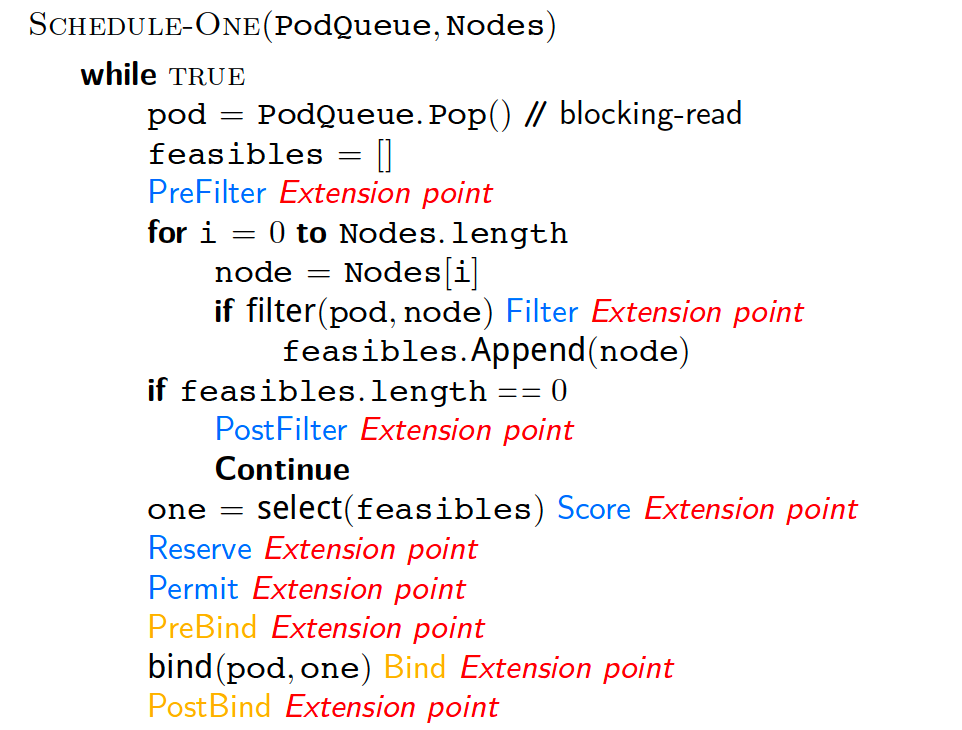 SCHEDULE-ONE(PodQueue, Nodes)
while TRUE
pod = PodQueue.Pop() // blocking-read
feasibles = []
PreFilter Extension point
for i = 0 to Nodes.length
node = Nodes[i]
if filter(pod, node) Filter Extension point
feasibles.Append(node)
if feasibles.length == 0
PostFilter Extension point
Continue
one = select(feasibles) Score Extension point
Reserve Extension point
Permit Extension point
PreBind Extension point
bind(pod, one) Bind Extension point
PostBind Extension point